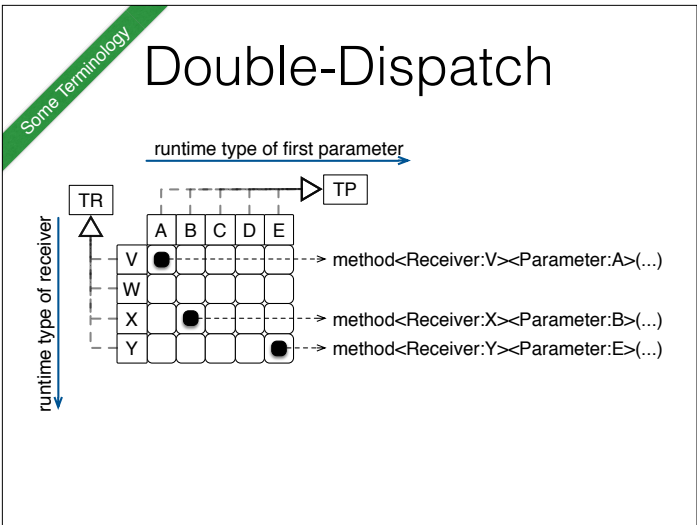 Some Terminology
Double-Dispatch
runtime type of first parameter
TR
TP
A B C D E
runtime type of receiver
V method<Receiver:V><Parameter:A>(...)
W
X method<Receiver:X><Parameter:B>(...)
Y method<Receiver:Y><Parameter:E>(...)